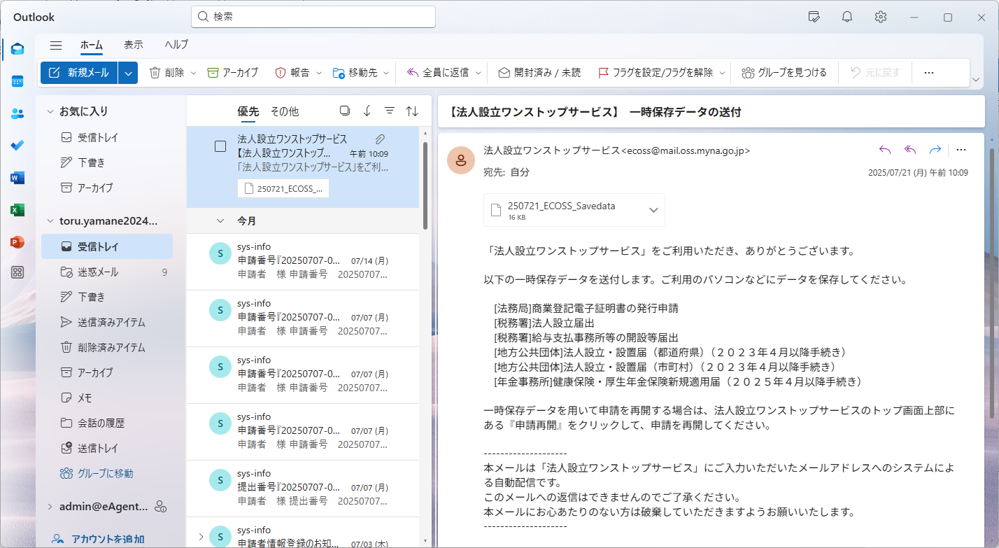 Outlook
検索
ホーム 表示 ヘルプ
新規メール 削除 アーカイブ 報告 移動先 全員に返信 開封済み / 未読 フラグを設定/フラグを解除 グループを見つける 元に戻す
お気に入り
受信トレイ
下書き
アーカイブ
toru.yamane2024...
受信トレイ
迷惑メール 9
下書き
送信済みアイテム
削除済みアイテム
アーカイブ
メモ
会話の履歴
送信トレイ
グループに移動
admin@eAgent...
アカウントを追加
優先 その他
法人設立ワンストップサービス
【法人設立ワンストップ... 午前 10:09
「法人設立ワンストップサービス」をご利...
250721_ECOSS_...
今月
S
sys-info
申請番号『20250707-0... 07/14 (月)
申請者 様 申請番号 20250707...
S
sys-info
申請番号『20250707-0... 07/07 (月)
申請者 様 申請番号 20250707...
S
sys-info
申請番号『20250707-0... 07/07 (月)
申請者 様 申請番号 20250707...
S
sys-info
申請番号『20250707-0... 07/07 (月)
申請者 様 申請番号 20250707...
S
sys-info
提出番号『20250707-0... 07/07 (月)
申請者 様 提出番号 20250707...
S
sys-info
申請者情報登録のお知... 07/03 (木)
【法人設立ワンストップサービス】 一時保存データの送付
法人設立ワンストップサービス<ecoss@mail.oss.myna.go.jp>
宛先: 自分
2025/07/21 (月) 午前 10:09
250721_ECOSS_Savedata
16 KB
「法人設立ワンストップサービス」をご利用いただき、ありがとうございます。
以下の一時保存データを送付します。ご利用のパソコンなどにデータを保存してください。
[法務局]商業登記電子証明書の発行申請
[税務署]法人設立届出
[税務署]給与支払事務所等の開設等届出
[地方公共団体]法人設立・設置届（都道府県）（２０２３年４月以降手続き）
[地方公共団体]法人設立・設置届（市町村）（２０２３年４月以降手続き）
[年金事務所]健康保険・厚生年金保険新規適用届（２０２５年４月以降手続き）
一時保存データを用いて申請を再開する場合は、法人設立ワンストップサービスのトップ画面上部に
ある『申請再開』をクリックして、申請を再開してください。
--------------------
本メールは「法人設立ワンストップサービス」にご入力いただいたメールアドレスへのシステムによ
る自動配信です。
このメールへの返信はできませんのでご了承ください。
本メールにお心あたりのない方は破棄していただきますようお願いいたします。
--------------------